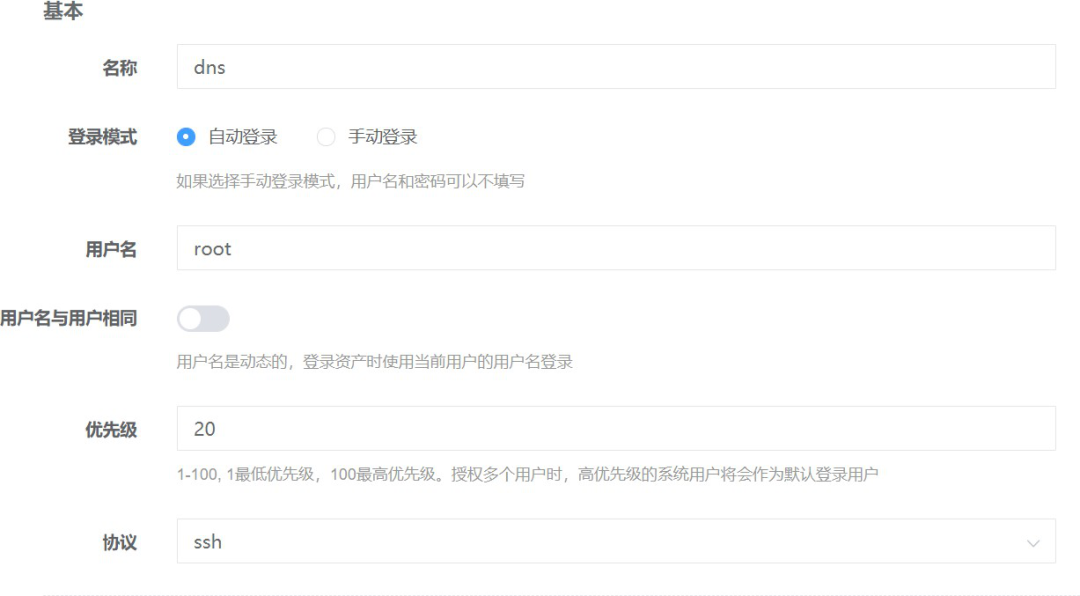 基本
名称
dns
登录模式
自动登录
手动登录
如果选择手动登录模式，用户名和密码可以不填写
用户名
root
用户名与用户相同
用户名是动态的，登录资产时使用当前用户的用户名登录
优先级
20
1-100, 1最低优先级，100最高优先级。授权多个用户时，高优先级的系统用户将会作为默认登录用户
协议
ssh